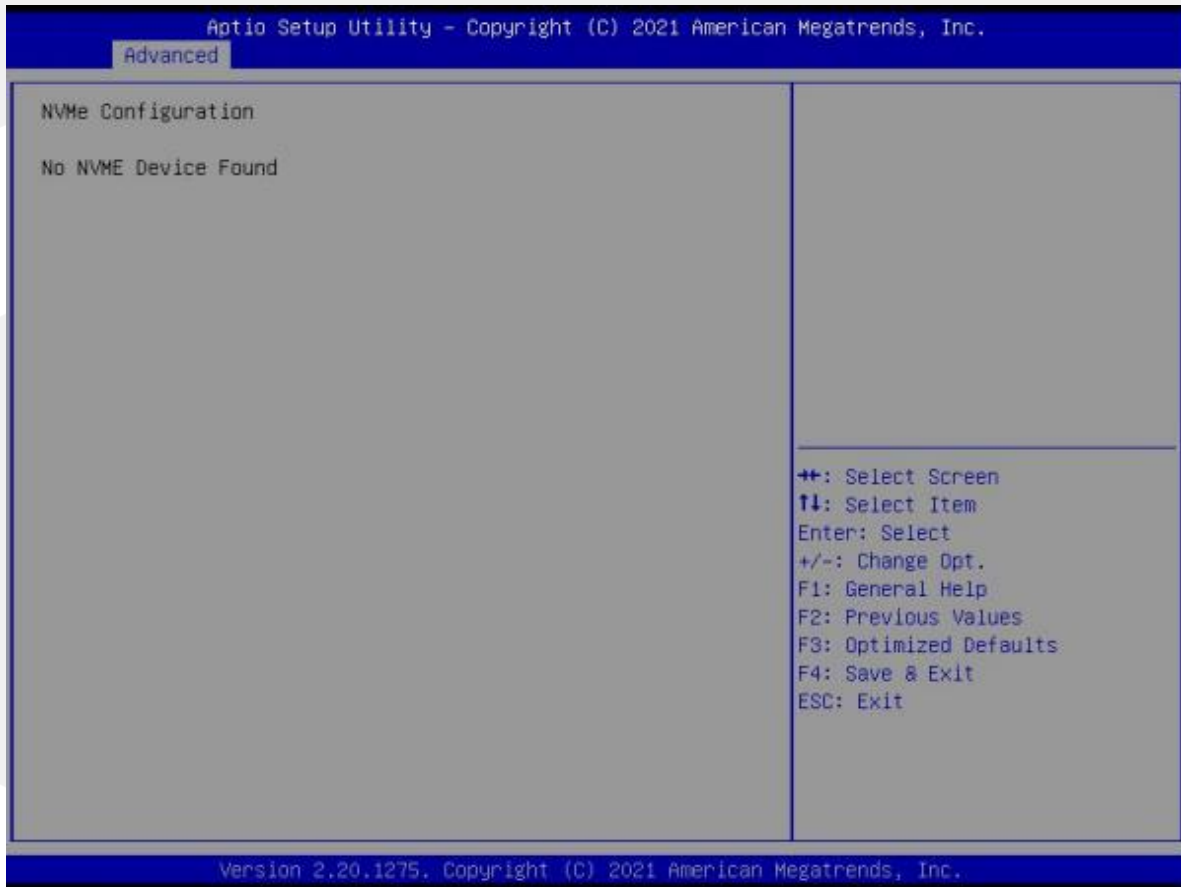 Aptio Setup Utility – Copyright (C) 2021 American Megatrends, Inc.
Advanced
NVMe Configuration
No NVME Device Found
→←: Select Screen
↑↓: Select Item
Enter: Select
+/-: Change Opt.
F1: General Help
F2: Previous Values
F3: Optimized Defaults
F4: Save & Exit
ESC: Exit
Version 2.20.1275. Copyright (C) 2021 American Megatrends, Inc.